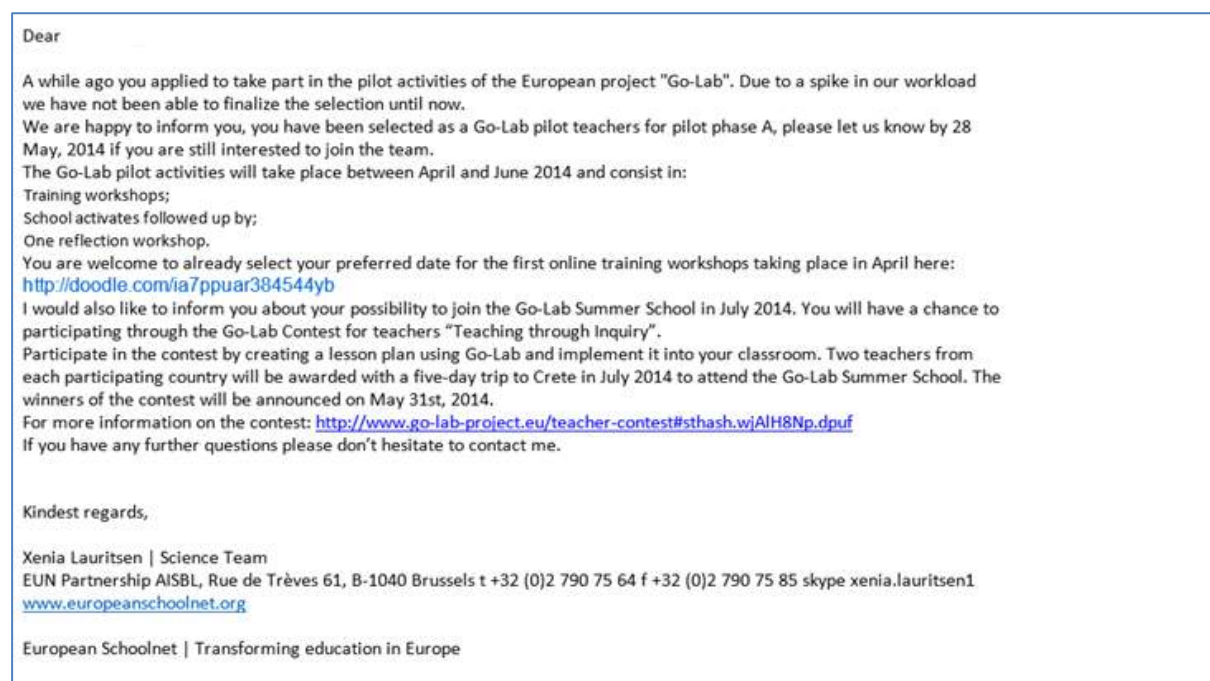 Dear
A while ago you applied to take part in the pilot activities of the European project "Go-Lab". Due to a spike in our workload
we have not been able to finalize the selection until now.
We are happy to inform you, you have been selected as a Go-Lab pilot teachers for pilot phase A, please let us know by 28
May, 2014 if you are still interested to join the team.
The Go-Lab pilot activities will take place between April and June 2014 and consist in:
Training workshops;
School activates followed up by;
One reflection workshop.
You are welcome to already select your preferred date for the first online training workshops taking place in April here:
http://doodle.com/ia7ppuar384544yb
I would also like to inform you about your possibility to join the Go-Lab Summer School in July 2014. You will have a chance to
participating through the Go-Lab Contest for teachers “Teaching through Inquiry”.
Participate in the contest by creating a lesson plan using Go-Lab and implement it into your classroom. Two teachers from
each participating country will be awarded with a five-day trip to Crete in July 2014 to attend the Go-Lab Summer School. The
winners of the contest will be announced on May 31st, 2014.
For more information on the contest: http://www.go-lab-project.eu/teacher-contest#sthash.wjAlH8Np.dpuf
If you have any further questions please don’t hesitate to contact me.
Kindest regards,
Xenia Lauritsen | Science Team
EUN Partnership AISBL, Rue de Trèves 61, B-1040 Brussels t +32 (0)2 790 75 64 f +32 (0)2 790 75 85 skype xenia.lauritsen1
www.europeanschoolnet.org
European Schoolnet | Transforming education in Europe